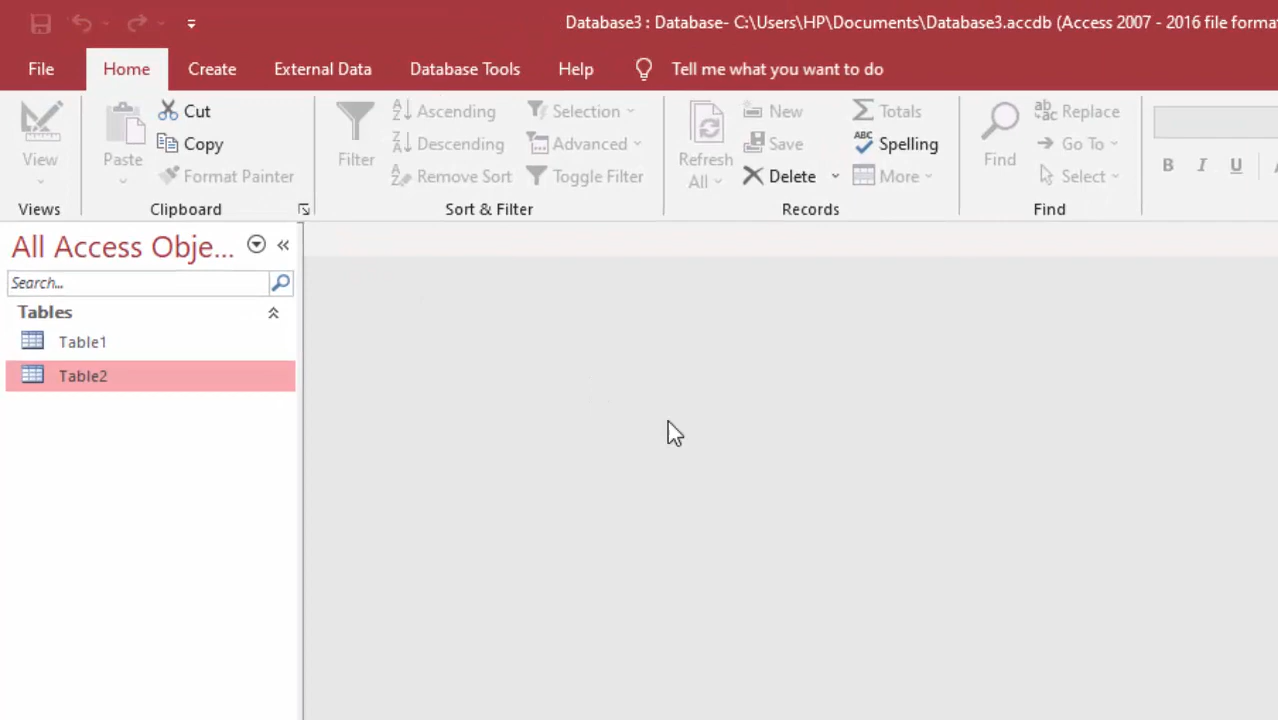 Database3 : Database- C:\Users\HP\Documents\Database3.accdb (Access 2007 - 2016 file forma
File Home Create External Data Database Tools Help Tell me what you want to do
View
Views
Paste
Cut
Copy
Format Painter
Clipboard
Filter
Ascending
Descending
Remove Sort
Selection
Advanced
Toggle Filter
Sort & Filter
Refresh
All
New
Save
Delete
Totals
Spelling
More
Records
Find
Replace
Go To
Select
Find
B I U
All Access Obje...
Search...
Tables
Table1
Table2